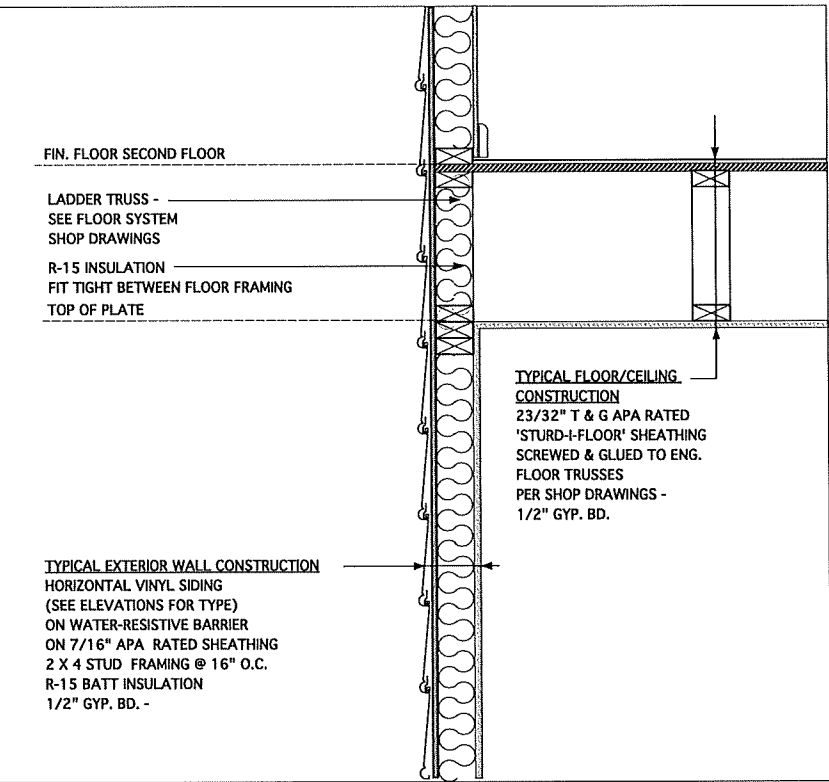 FIN. FLOOR SECOND FLOOR
LADDER TRUSS -
SEE FLOOR SYSTEM
SHOP DRAWINGS
R-15 INSULATION
FIT TIGHT BETWEEN FLOOR FRAMING
TOP OF PLATE
TYPICAL FLOOR/CEILING
CONSTRUCTION
23/32" T & G APA RATED
'STURD-I-FLOOR' SHEATHING
SCREWED & GLUED TO ENG.
FLOOR TRUSSES
PER SHOP DRAWINGS -
1/2" GYP. BD.
TYPICAL EXTERIOR WALL CONSTRUCTION
HORIZONTAL VINYL SIDING
(SEE ELEVATIONS FOR TYPE)
ON WATER-RESISTIVE BARRIER
ON 7/16" APA RATED SHEATHING
2 X 4 STUD FRAMING @ 16" O.C.
R-15 BATT INSULATION
1/2" GYP. BD. -